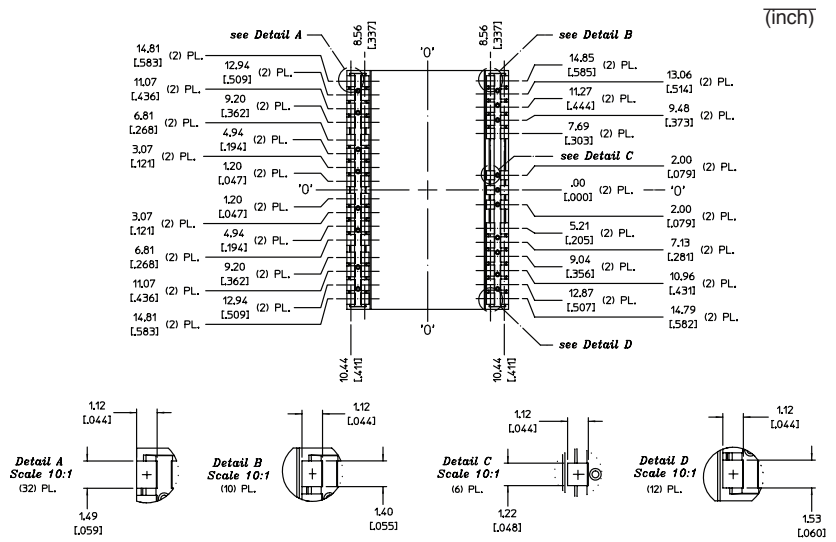 (inch)
see Detail A
8.56
[.337]
'0'
8.56
[.337]
see Detail B
14.81
[.583] (2) PL.
12.94
[.509] (2) PL.
11.07
[.436] (2) PL.
9.20
[.362] (2) PL.
6.81
[.268] (2) PL.
4.94
[.194] (2) PL.
3.07
[.121] (2) PL.
1.20
[.047] (2) PL.
'0'
1.20
[.047] (2) PL.
3.07
[.121] (2) PL.
4.94
[.194] (2) PL.
6.81
[.268] (2) PL.
9.20
[.362] (2) PL.
11.07
[.436] (2) PL.
12.94
[.509] (2) PL.
14.81
[.583] (2) PL.
14.85
[.585] (2) PL.
13.06
[.514] (2) PL.
11.27
[.444] (2) PL.
9.48
[.373] (2) PL.
7.69
[.303] (2) PL.
see Detail C
2.00
[.079] (2) PL.
.00
[.000] (2) PL. '0'
2.00
[.079] (2) PL.
5.21
[.205] (2) PL.
7.13
[.281] (2) PL.
9.04
[.356] (2) PL.
10.96
[.431] (2) PL.
12.87
[.507] (2) PL.
14.79
[.582] (2) PL.
'0'
see Detail D
10.44
[.411]
10.44
[.411]
1.12
[.044]
Detail A
Scale 10:1
(32) PL.
1.49
[.059]
1.12
[.044]
Detail B
Scale 10:1
(10) PL.
1.40
[.055]
1.12
[.044]
Detail C
Scale 10:1
(6) PL.
1.22
[.048]
1.12
[.044]
Detail D
Scale 10:1
(12) PL.
1.53
[.060]